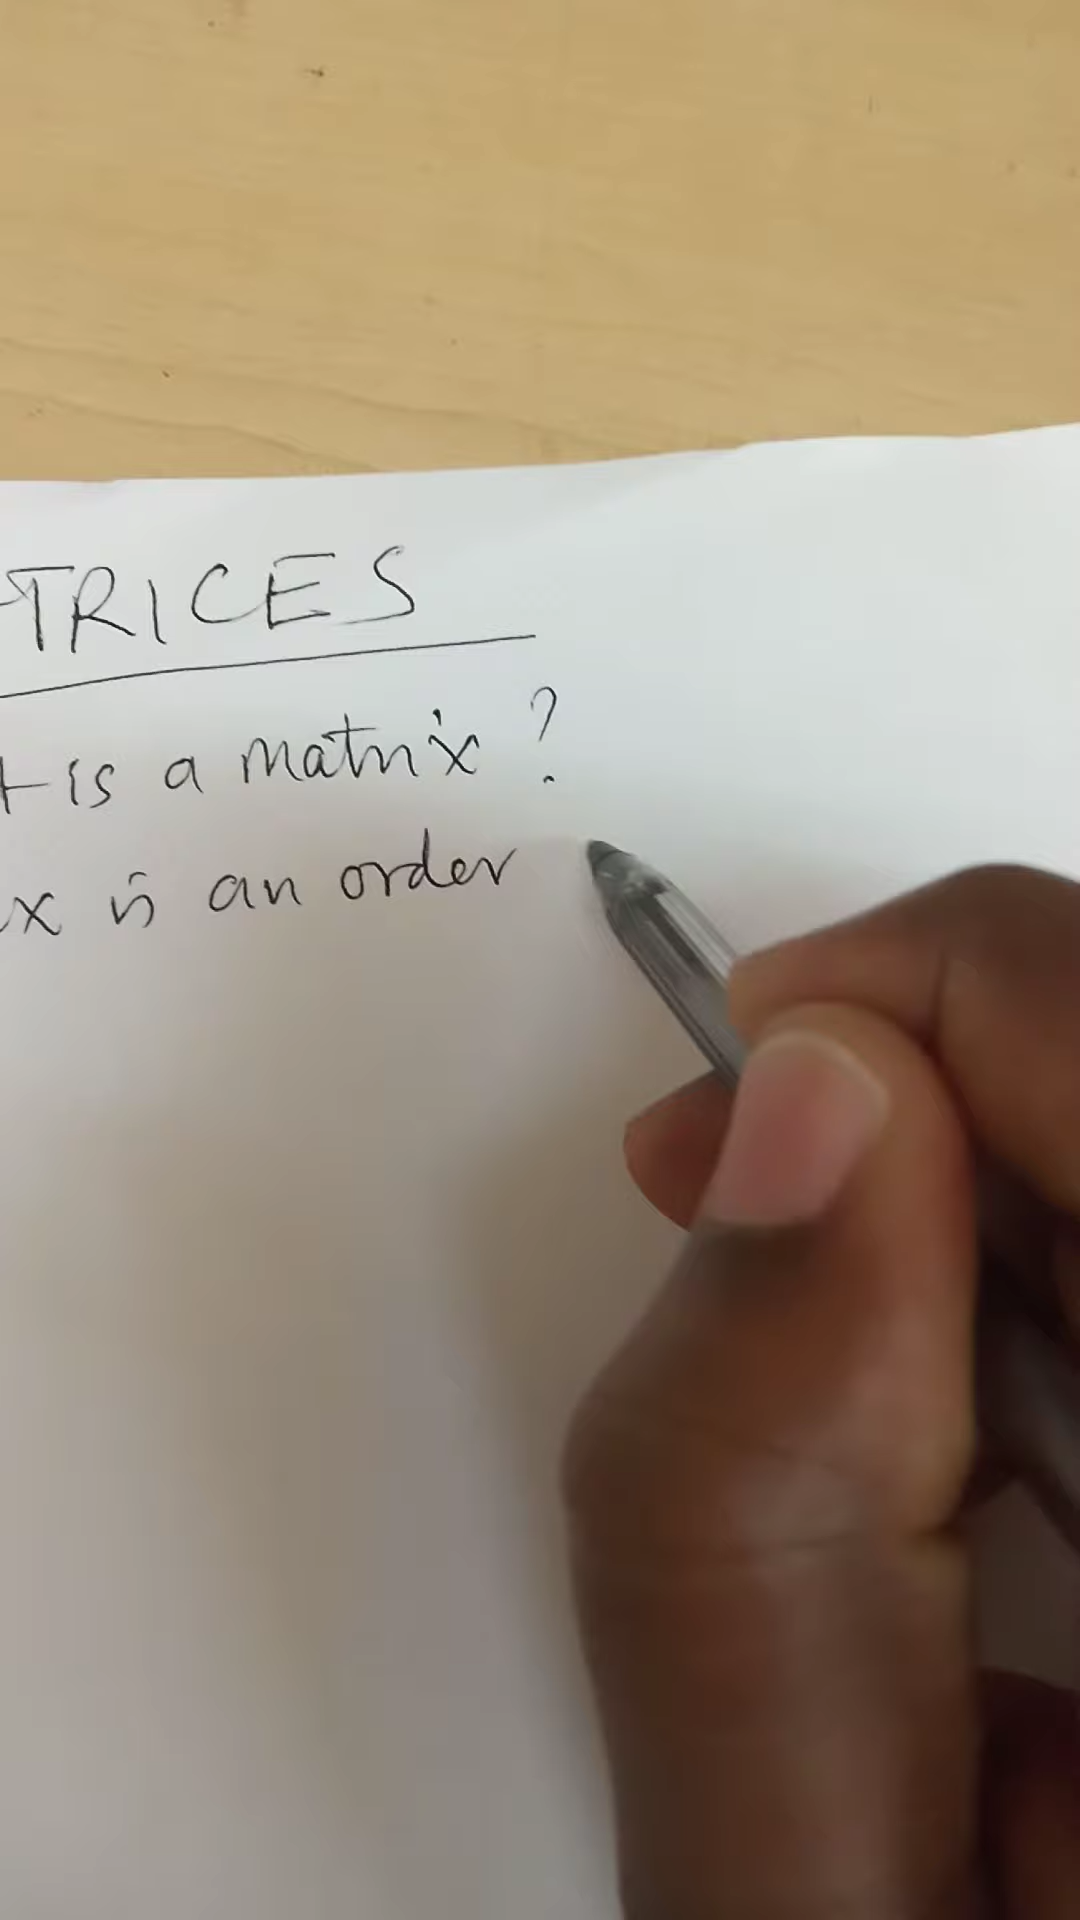 TRICES
t is a matrix ?
x is an order